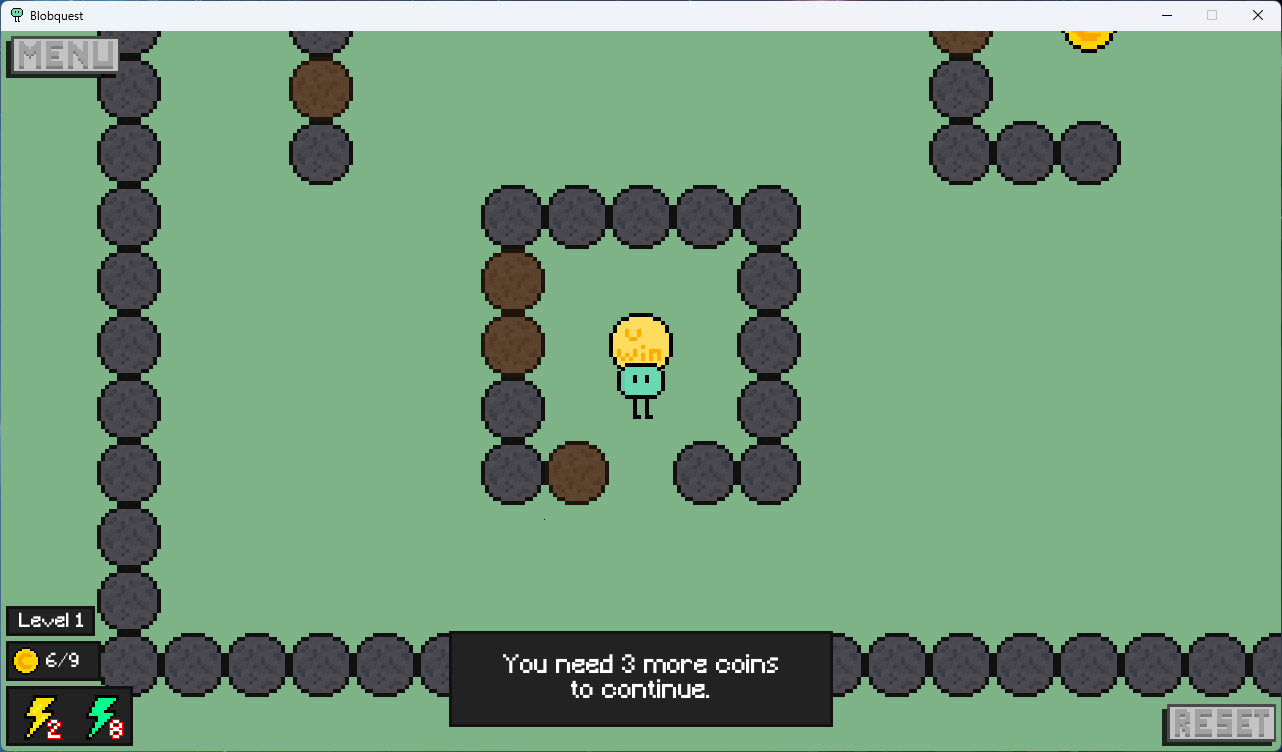 Blobquest
MENU
U
win
Level 1
6/9
2
8
You need 3 more coins
to continue.
RESET